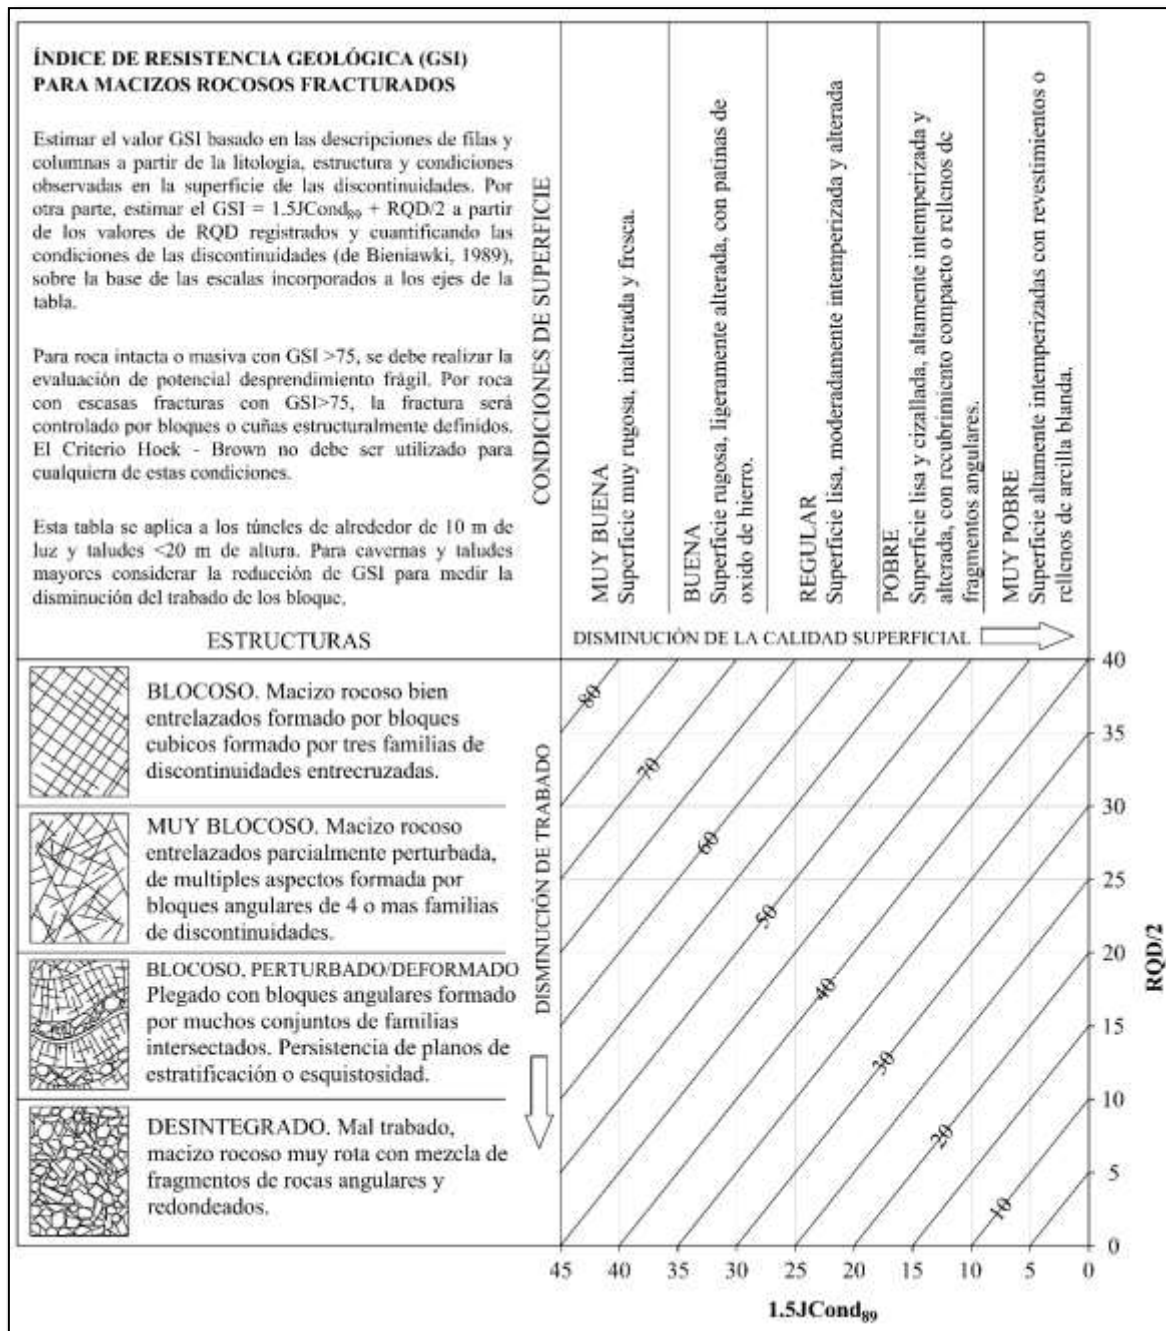 ÍNDICE DE RESISTENCIA GEOLÓGICA (GSI)
PARA MACIZOS ROCOSOS FRACTURADOS
Estimar el valor GSI basado en las descripciones de filas y
columnas a partir de la litologia, estructura y condiciones
observadas en la superficie de las discontinuidades. Por
otra parte, estimar el GSI = 1.5JCond₈₉ + RQD/2 a partir
de los valores de RQD registrados y cuantificando las
condiciones de las discontinuidades (de Bieniawki, 1989),
sobre la base de las escalas incorporados a los ejes de la
tabla.
Para roca intacta o masiva con GSI >75, se debe realizar la
evaluación de potencial desprendimiento frágil. Por roca
con escasas fracturas con GSI>75, la fractura será
controlado por bloques o cuñas estructuralmente definidos.
El Criterio Hoek - Brown no debe ser utilizado para
cualquiera de estas condiciones.
Esta tabla se aplica a los túneles de alrededor de 10 m de
luz y taludes <20 m de altura. Para cavernas y taludes
mayores considerar la reducción de GSI para medir la
disminución del trabado de los bloque.
CONDICIONES DE SUPERFICIE
MUY BUENA
Superficie muy rugosa, inalterada y fresca.
BUENA
Superficie rugosa, ligeramente alterada, con patinas de
oxido de hierro.
REGULAR
Superficie lisa, moderadamente intemperizada y alterada
POBRE
Superficie lisa y cizallada, altamente intemperizada y
alterada, con recubrimiento compacto o rellenos de
fragmentos angulares.
MUY POBRE
Superficie altamente intemperizadas con revestimientos o
rellenos de arcilla blanda.
ESTRUCTURAS
DISMINUCIÓN DE LA CALIDAD SUPERFICIAL
BLOCOSO. Macizo rocoso bien
entrelazados formado por bloques
cubicos formado por tres familias de
discontinuidades entrecruzadas.
MUY BLOCOSO. Macizo rocoso
entrelazados parcialmente perturbada,
de multiples aspectos formada por
bloques angulares de 4 o mas familias
de discontinuidades.
BLOCOSO, PERTURBADO/DEFORMADO
Plegado con bloques angulares formado
por muchos conjuntos de familias
intersectados. Persistencia de planos de
estratificación o esquistosidad.
DESINTEGRADO. Mal trabado,
macizo rocoso muy rota con mezcla de
fragmentos de rocas angulares y
redondeados.
DISMINUCIÓN DE TRABADO
80
70
60
50
40
30
20
10
40
35
30
25
20
15
10
5
0
RQD/2
45 40 35 30 25 20 15 10 5 0
1.5JCond₈₉